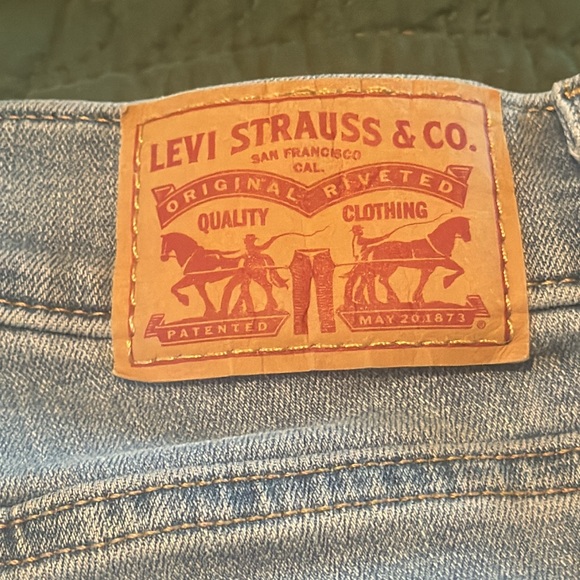 LEVI STRAUSS & CO.
SAN FRANCISCO
CAL.
ORIGINAL RIVETED
QUALITY CLOTHING
PATENTED MAY 20 1873 ®